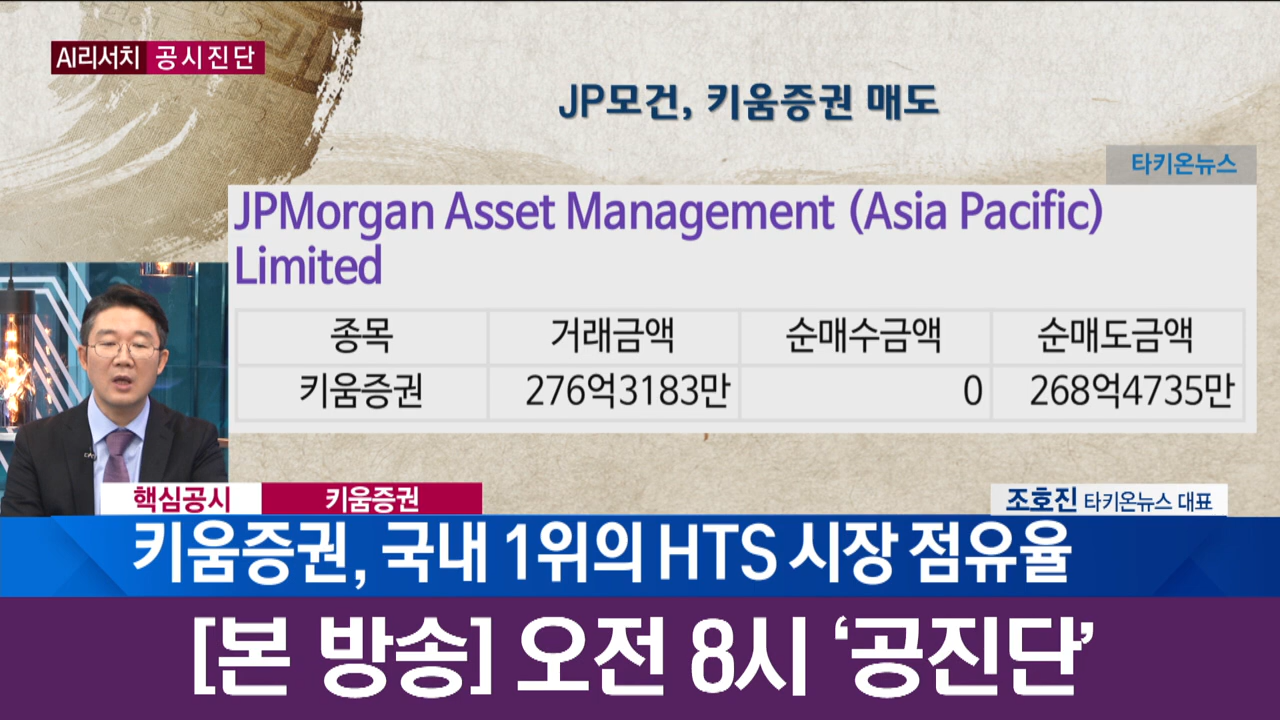 AI리서치 공시진단
JP모건, 키움증권 매도
타키온뉴스
JPMorgan Asset Management (Asia Pacific)
Limited
종목 거래금액 순매수금액 순매도금액
키움증권 276억3183만 0 268억4735만
핵심공시 키움증권
조호진 타키온뉴스 대표
키움증권, 국내 1위의 HTS 시장 점유율
[본 방송] 오전 8시 ‘공진단’